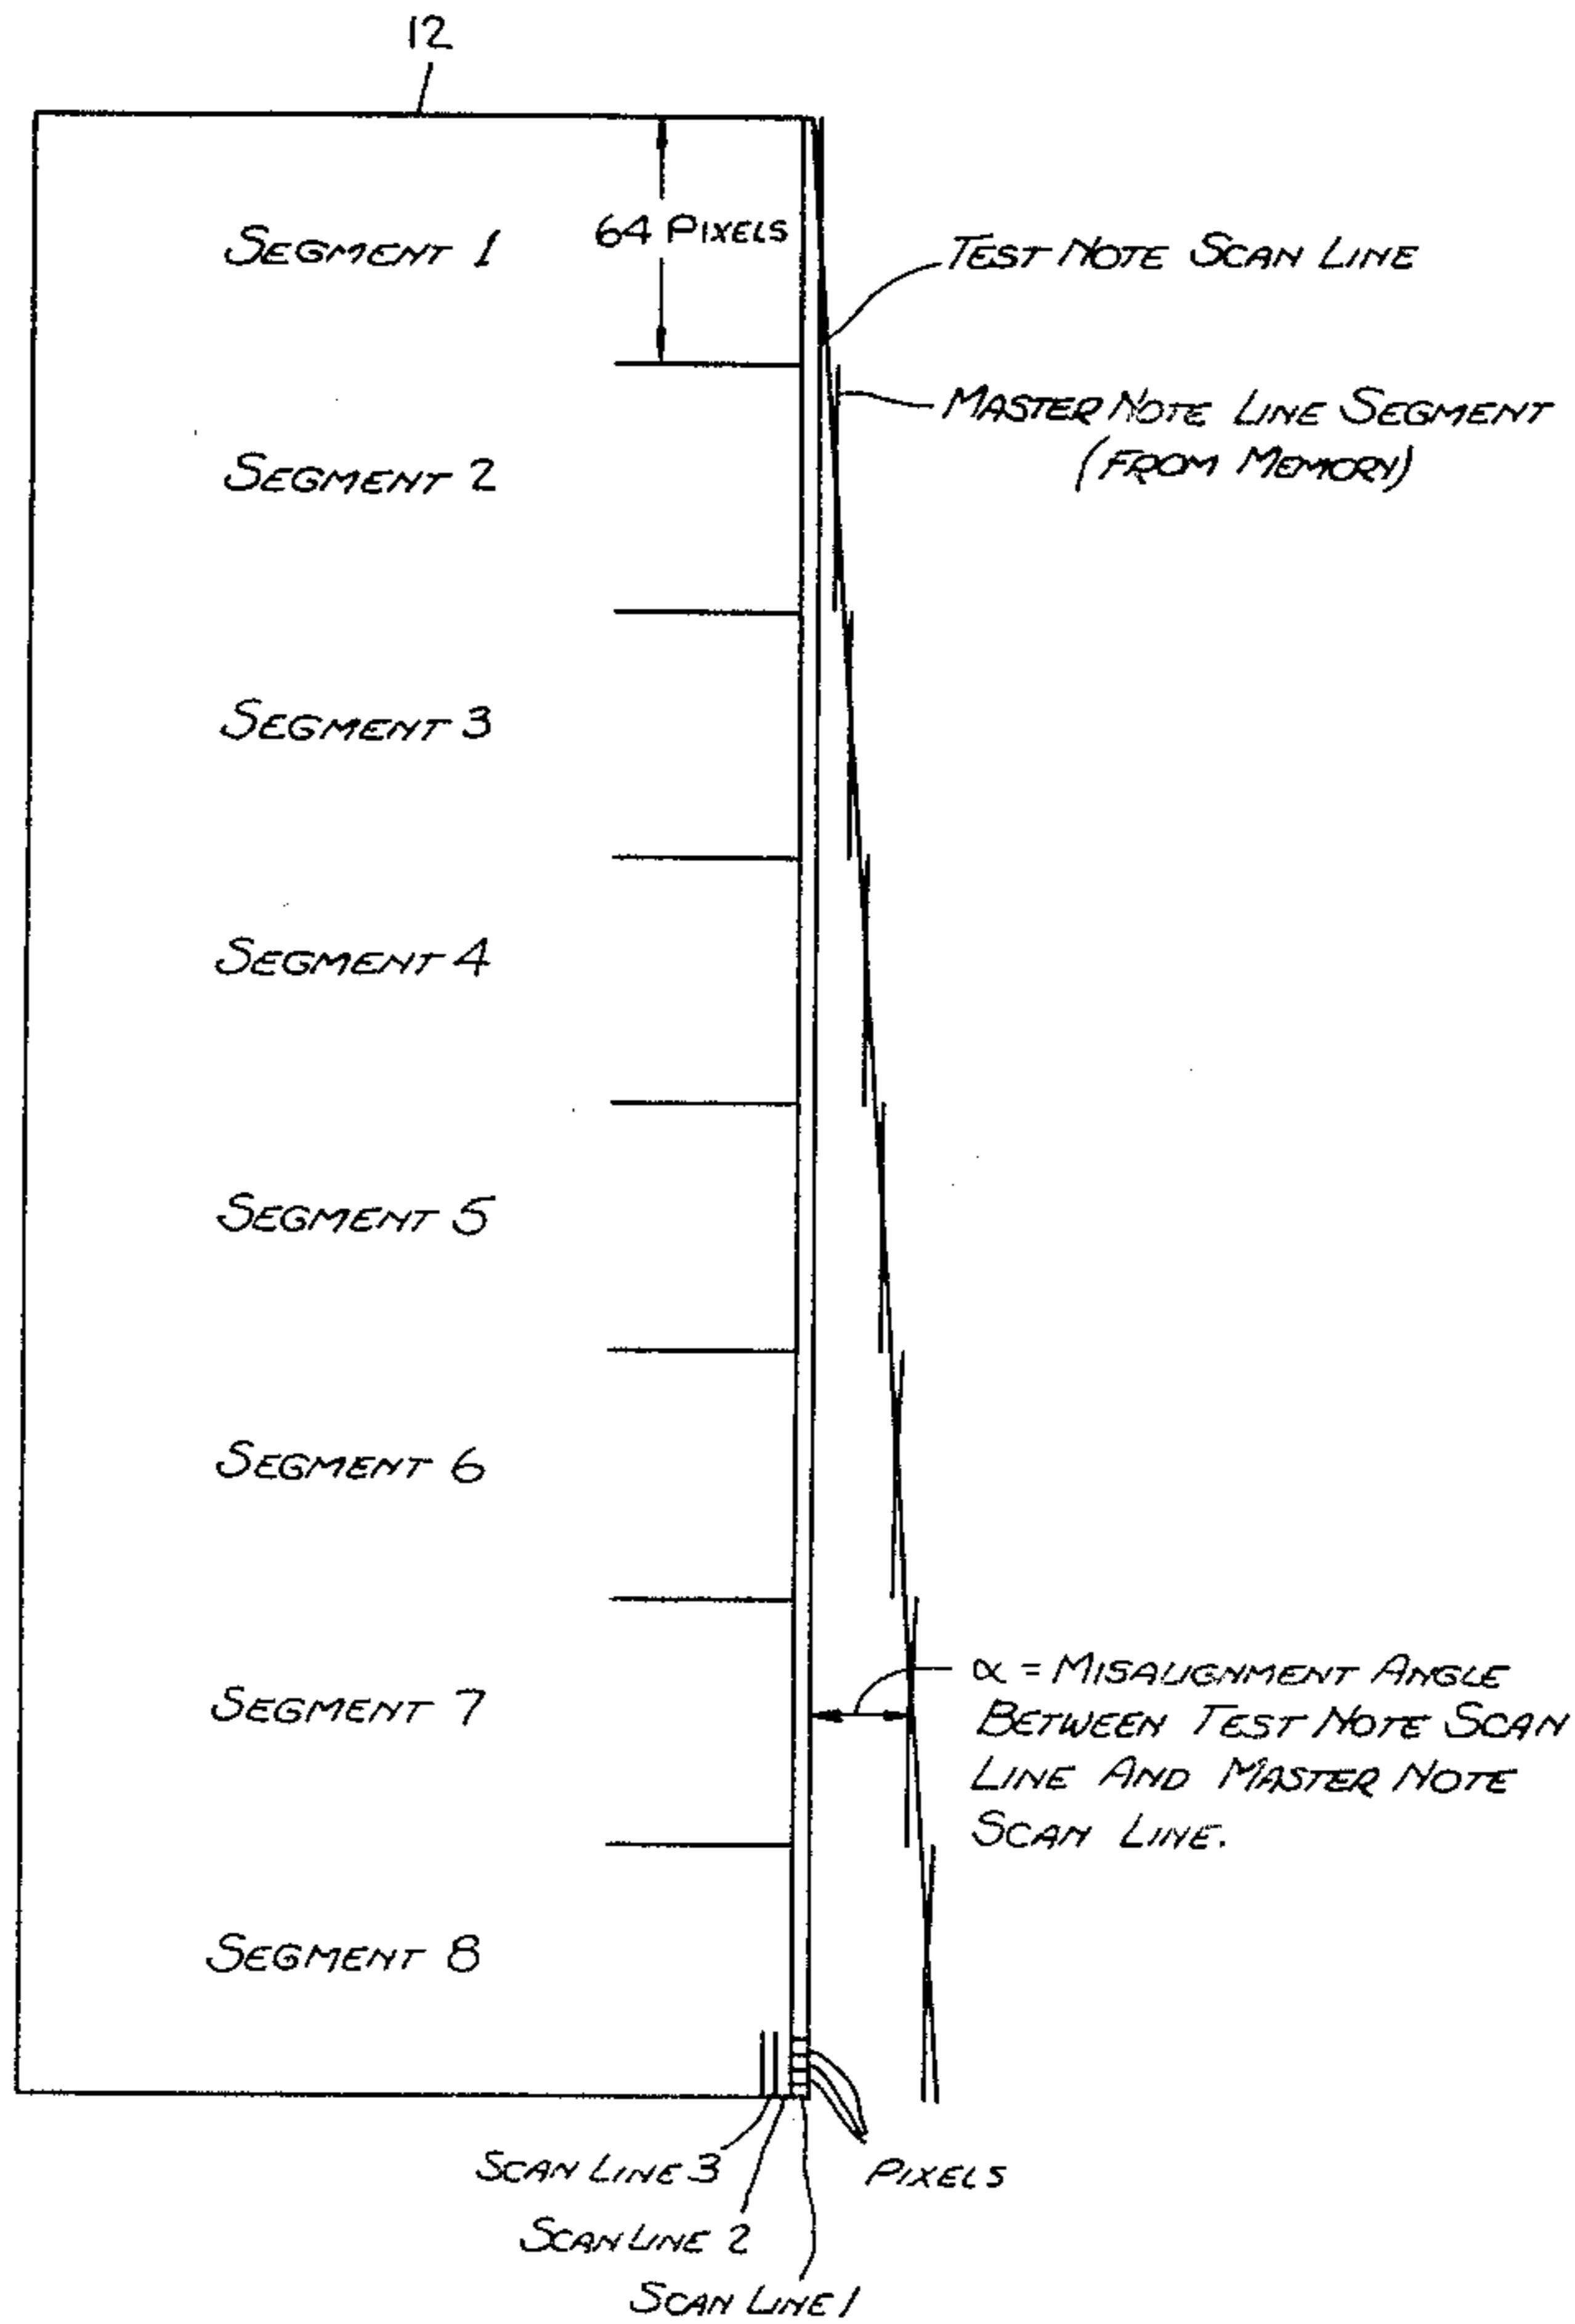 12
SEGMENT 1
64 PIXELS
TEST NOTE SCAN LINE
MASTER NOTE LINE SEGMENT
(FROM MEMORY)
SEGMENT 2
SEGMENT 3
SEGMENT 4
SEGMENT 5
SEGMENT 6
SEGMENT 7
α = MISALIGNMENT ANGLE
BETWEEN TEST NOTE SCAN
LINE AND MASTER NOTE
SCAN LINE.
SEGMENT 8
SCAN LINE 3
PIXELS
SCAN LINE 2
SCAN LINE 1